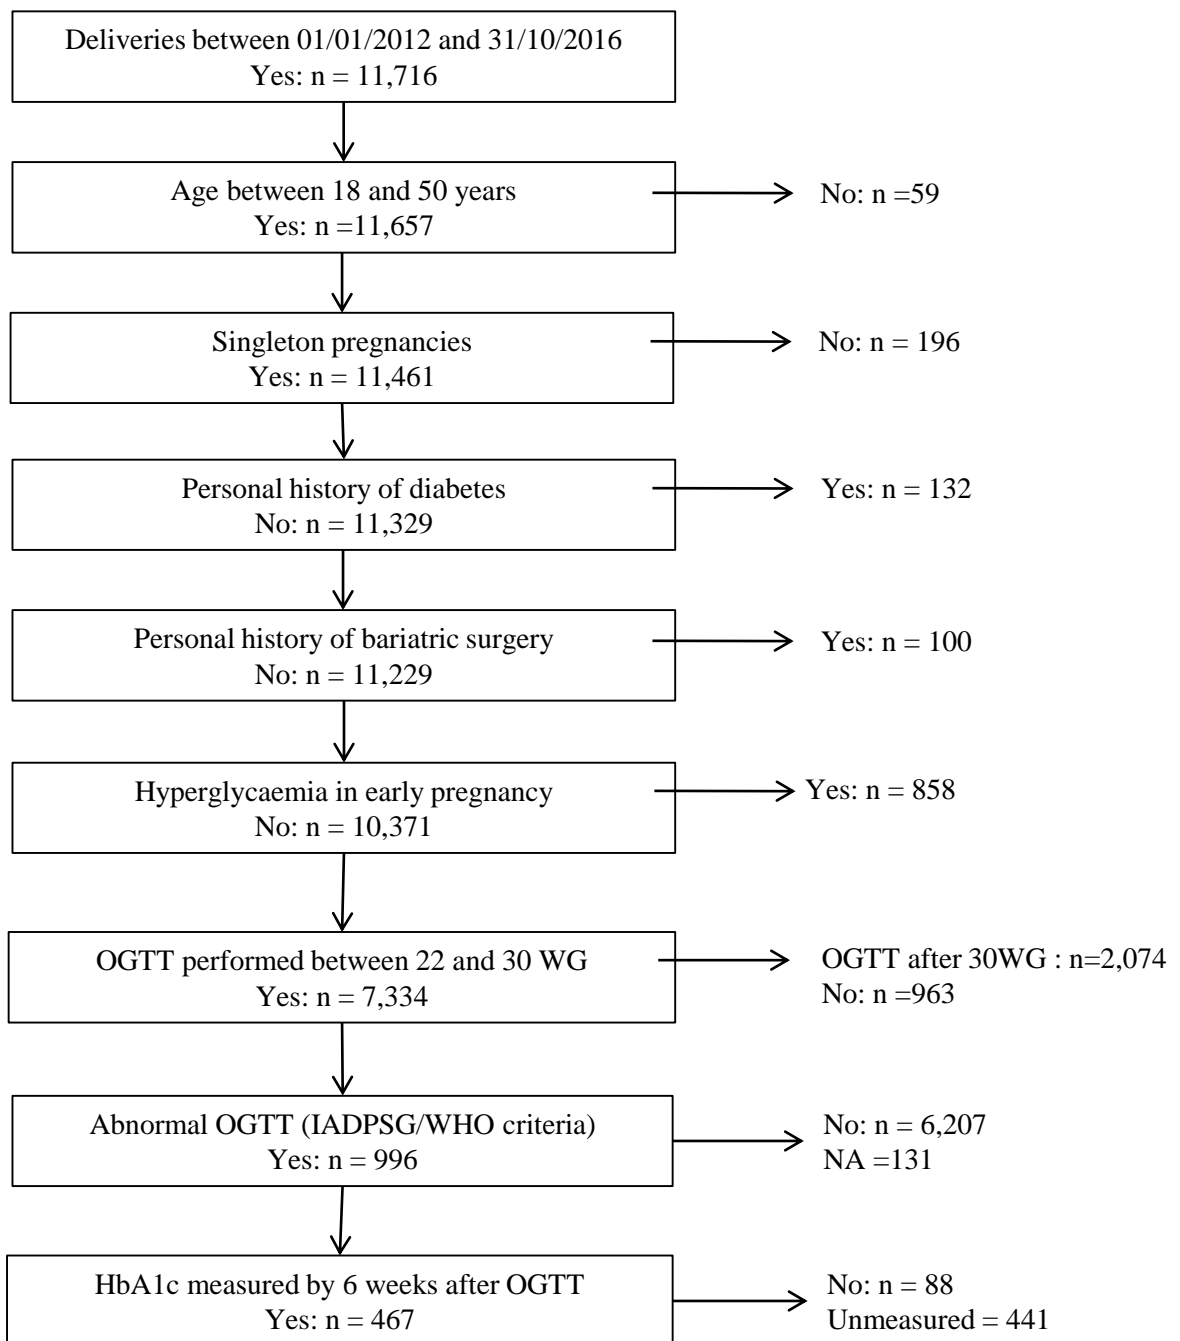 Deliveries between 01/01/2012 and 31/10/2016
Yes: n = 11,716
Age between 18 and 50 years
Yes: n =11,657
No: n =59
Singleton pregnancies
Yes: n = 11,461
No: n = 196
Personal history of diabetes
No: n = 11,329
Yes: n = 132
Personal history of bariatric surgery
No: n = 11,229
Yes: n = 100
Hyperglycaemia in early pregnancy
No: n = 10,371
Yes: n = 858
OGTT performed between 22 and 30 WG
Yes: n = 7,334
OGTT after 30WG : n=2,074
No: n =963
Abnormal OGTT (IADPSG/WHO criteria)
Yes: n = 996
No: n = 6,207
NA =131
HbA1c measured by 6 weeks after OGTT
Yes: n = 467
No: n = 88
Unmeasured = 441